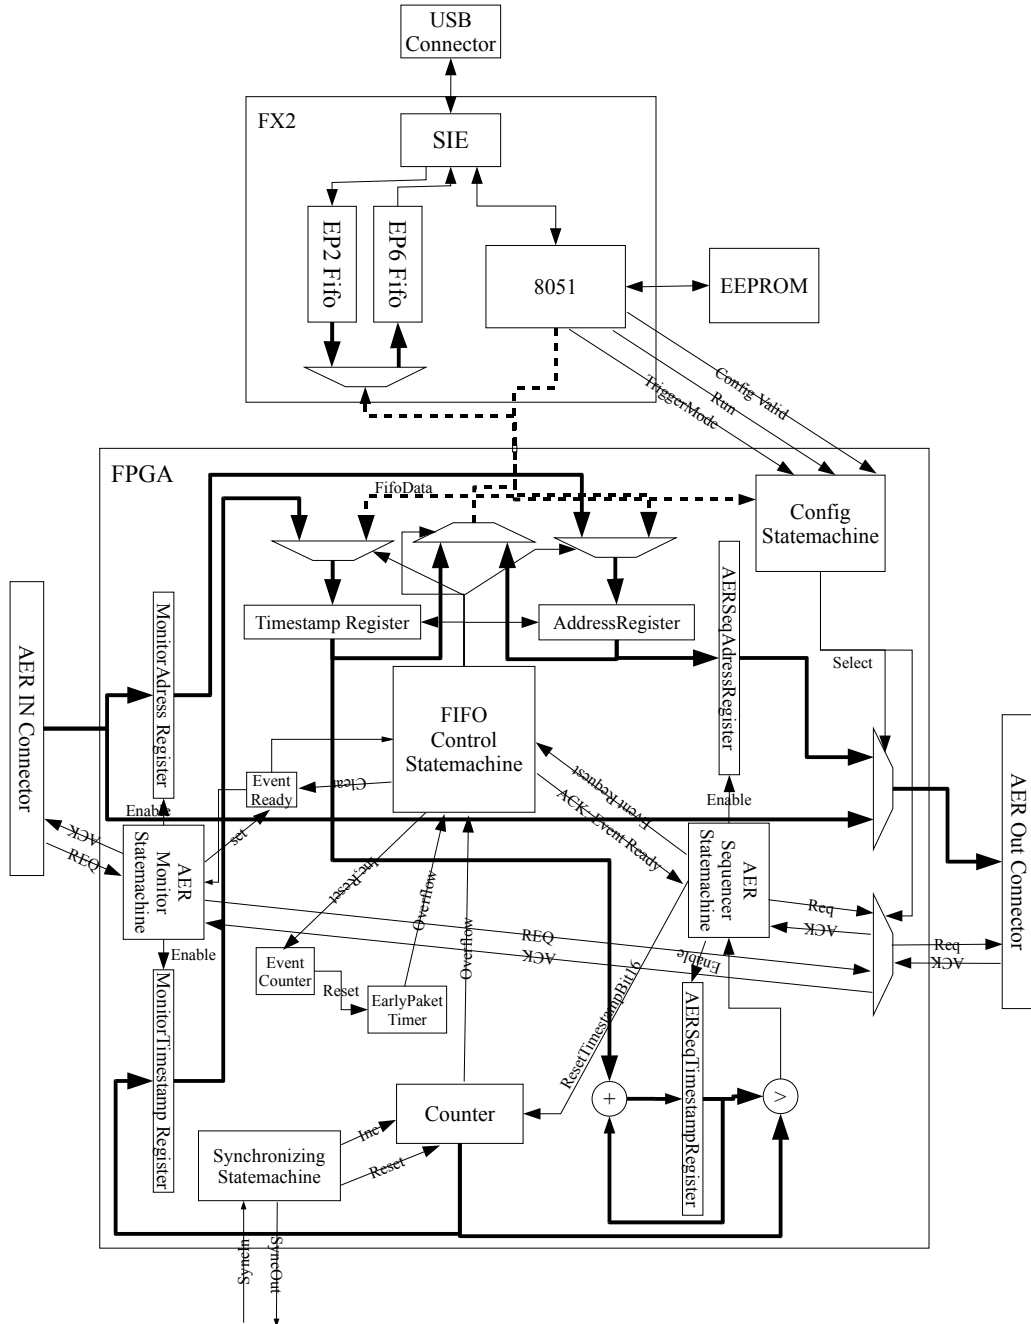 USB
Connector
FX2
SIE
EP2 Fifo
EP6 Fifo
8051
EEPROM
Config Valid
Run
TriggerMode
FPGA
FifoData
Config
Statemachine
Timestamp Register
AddressRegister
MonitorAdress Register
AERSeqAdressRegister
Select
AER IN Connector
FIFO
Control
Statemachine
Event
Ready
Clear
Event Request
ACK- Event Ready
Enable
Enable
set
ACK
REQ
AER
Monitor
Statemachine
AER
Sequencer
Statemachine
AER Out Connector
Inc,Reset
Overflow
Overflow
Req
ACK
REQ
ACK
Req
ACK
Enable
Enable
Event
Counter
Reset
EarlyPaket
Timer
ResetTimestampBit16
MonitorTimestamp Register
AERSeqTimestampRegister
Counter
+
>
Synchronizing
Statemachine
Inc
Reset
SyncIn
SyncOut